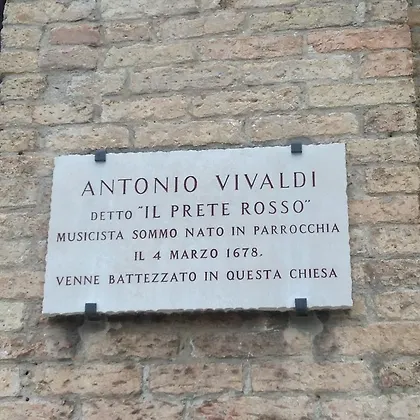 ANTONIO VIVALDI
DETTO "IL PRETE ROSSO"
MUSICISTA SOMMO NATO IN PARROCCHIA
IL 4 MARZO 1678.
VENNE BATTEZZATO IN QUESTA CHIESA